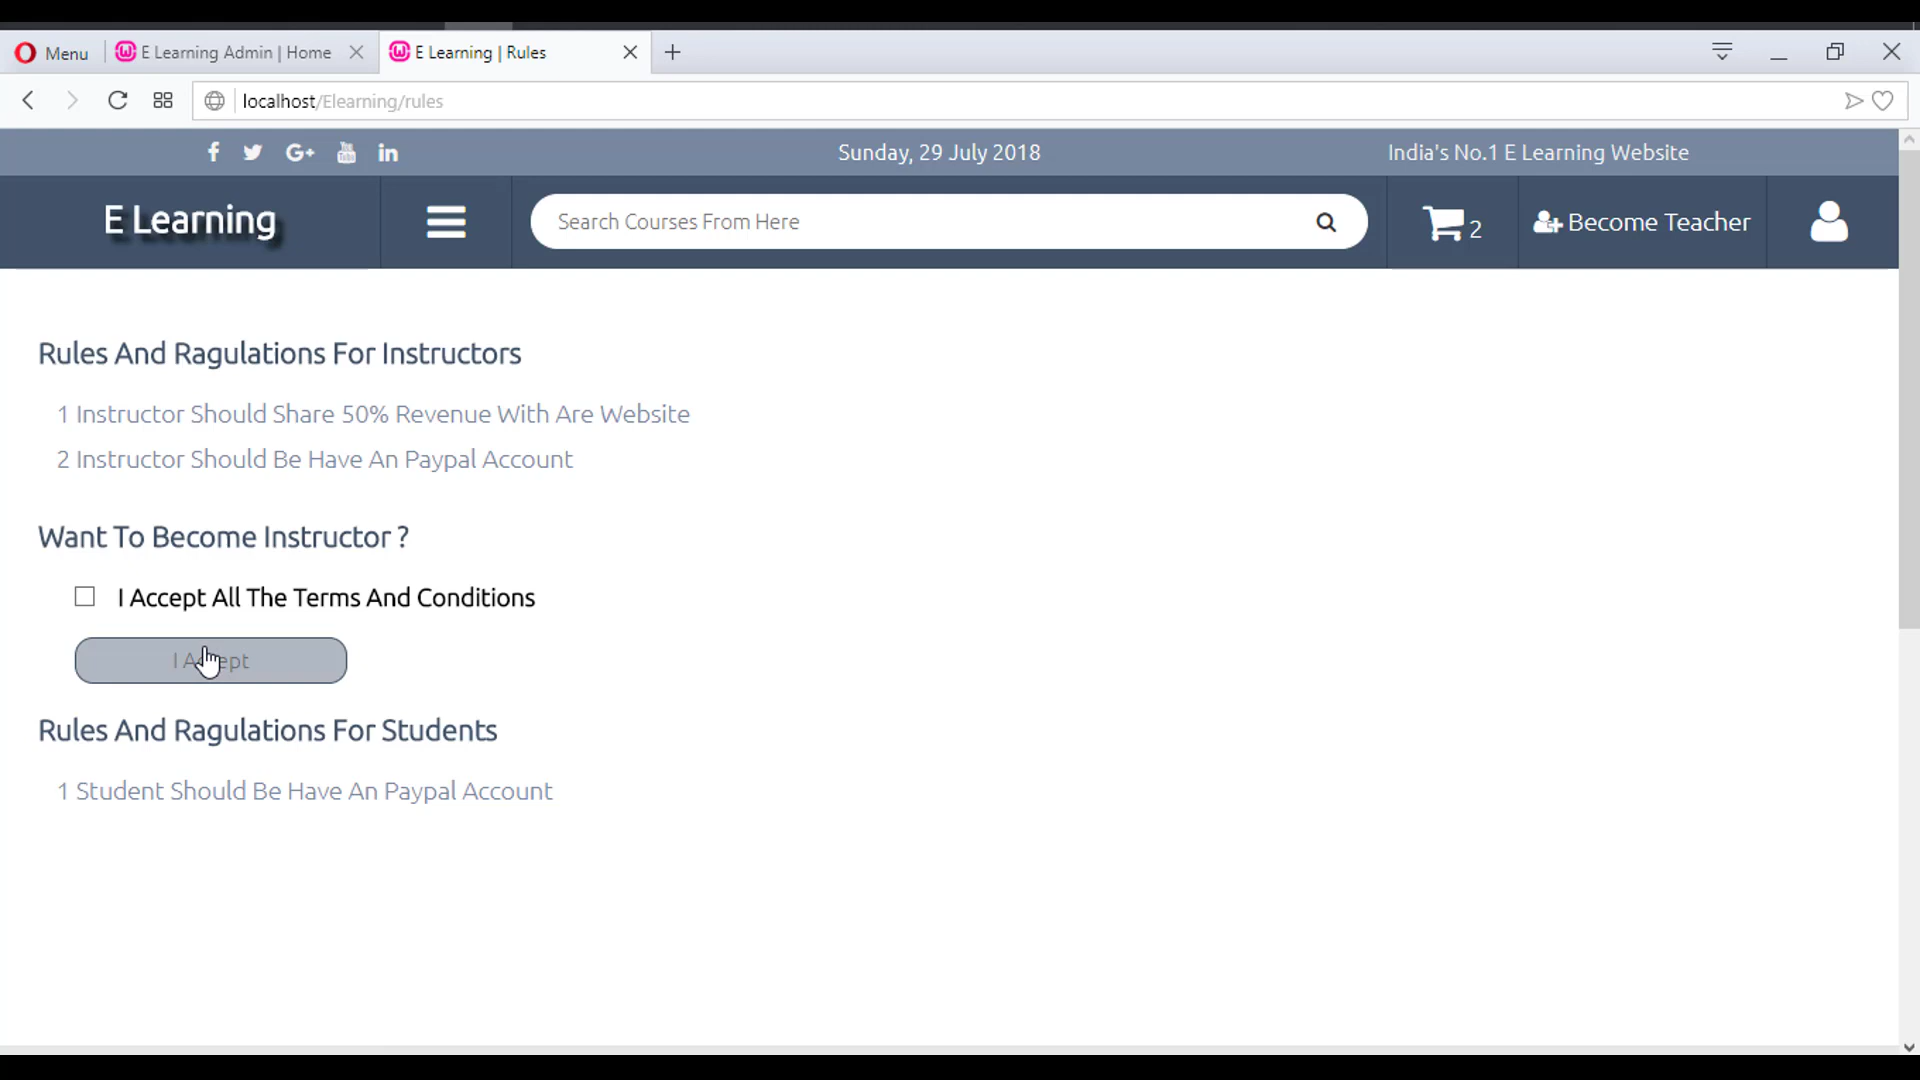 Menu
E Learning Admin | Home
E Learning | Rules
localhost/Elearning/rules
Sunday, 29 July 2018
India's No.1 E Learning Website
E Learning
Search Courses From Here
2
Become Teacher
Rules And Ragulations For Instructors
1 Instructor Should Share 50% Revenue With Are Website
2 Instructor Should Be Have An Paypal Account
Want To Become Instructor ?
I Accept All The Terms And Conditions
I Accept
Rules And Ragulations For Students
1 Student Should Be Have An Paypal Account